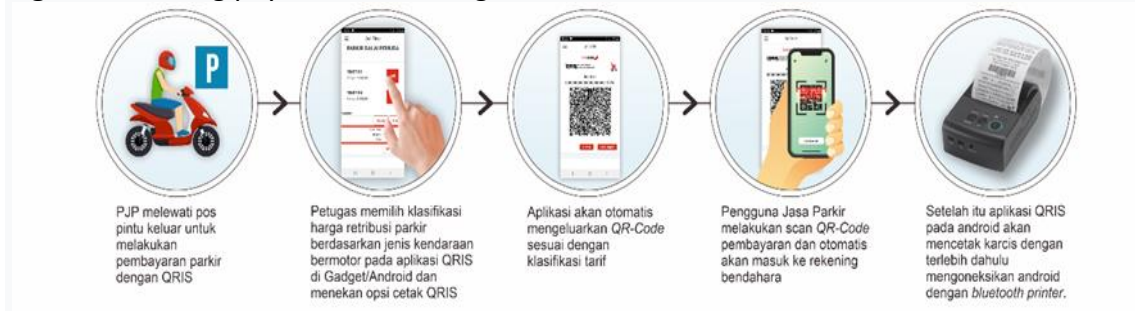 P
PJP melewati pos
pintu keluar untuk
melakukan
pembayaran parkir
dengan QRIS
Petugas memilih klasifikasi
harga retribusi parkir
berdasarkan jenis kendaraan
bermotor pada aplikasi QRIS
di Gadget/Android dan
menekan opsi cetak QRIS
Aplikasi akan otomatis
mengeluarkan QR-Code
sesuai dengan
klasifikasi tarif
Pengguna Jasa Parkir
melakukan scan QR-Code
pembayaran dan otomatis
akan masuk ke rekening
bendahara
Setelah itu aplikasi QRIS
pada android akan
mencetak karcis dengan
terlebih dahulu
mengoneksikan android
dengan bluetooth printer.